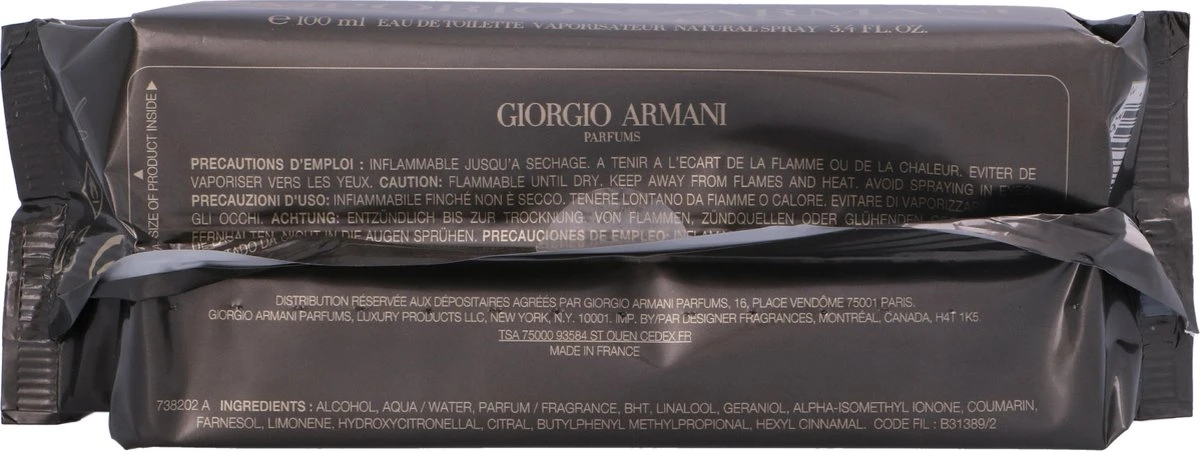 e 100 ml EAU DE TOILETTE VAPORISATEUR NATURAL SPRAY 3.4 FL. OZ.
SIZE OF PRODUCT INSIDE
GIORGIO ARMANI
PARFUMS
PRECAUTIONS D'EMPLOI : INFLAMMABLE JUSQU'A SECHAGE. A TENIR A L'ECART DE LA FLAMME OU DE LA CHALEUR. EVITER DE
VAPORISER VERS LES YEUX. CAUTION: FLAMMABLE UNTIL DRY. KEEP AWAY FROM FLAMES AND HEAT. AVOID SPRAYING IN EYES.
PRECAUZIONI D'USO: INFIAMMABILE FINCHÉ NON È SECCO. TENERE LONTANO DA FIAMME O CALORE. EVITARE DI
GLI OCCHI. ACHTUNG: ENTZÜNDLICH BIS ZUR TROCKNUNG. VON FLAMMEN, ZÜNDQUELLEN ODER GLÜHENDEN
FERNHALTEN. NICHT IN DIE AUGEN SPRÜHEN. PRECAUCIONES DE EMPLEO:
DISTRIBUTION RÉSERVÉE AUX DÉPOSITAIRES AGRÉÉS PAR GIORGIO ARMANI PARFUMS, 16, PLACE VENDÔME 75001 PARIS.
GIORGIO ARMANI PARFUMS, LUXURY PRODUCTS LLC, NEW YORK, N.Y. 10001. IMP. BY/PAR DESIGNER FRAGRANCES, MONTRÉAL, CANADA, H4T 1K5
TSA 75000 93584 ST OUEN CEDEX FR
MADE IN FRANCE
738202 A INGREDIENTS : ALCOHOL, AQUA / WATER, PARFUM / FRAGRANCE, BHT, LINALOOL, GERANIOL, ALPHA-ISOMETHYL IONONE, COUMARIN,
FARNESOL, LIMONENE, HYDROXYCITRONELLAL, CITRAL, BUTYLPHENYL METHYLPROPIONAL, HEXYL CINNAMAL. CODE FIL : B31389/2